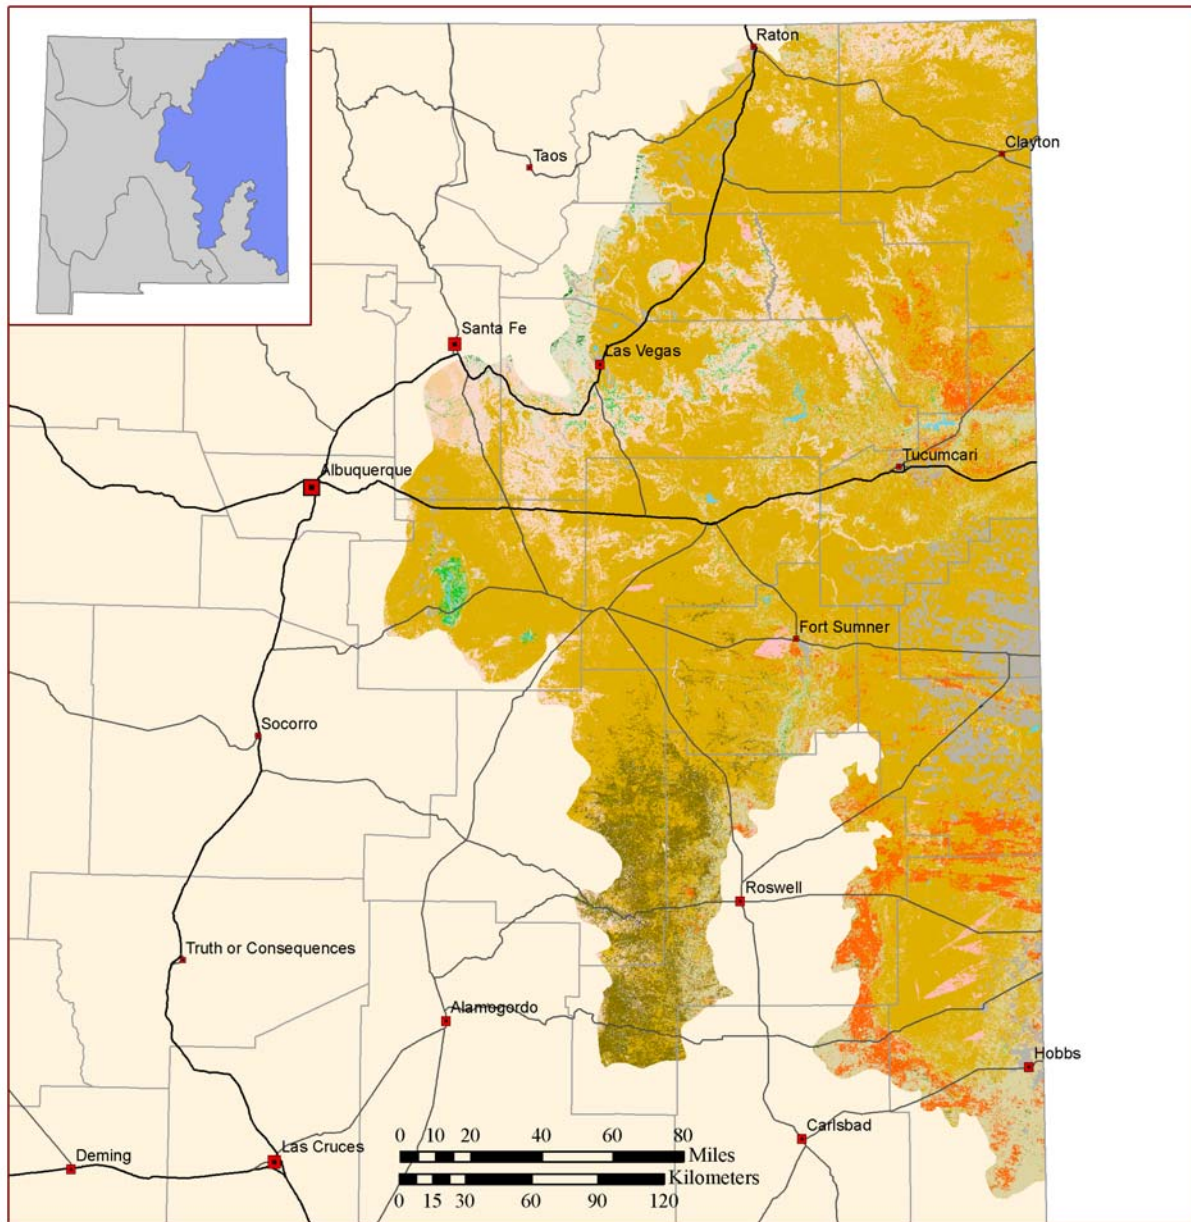 Raton
Clayton
Taos
Santa Fe
Las Vegas
Tucumcari
Albuquerque
Fort Sumner
Socorro
Roswell
Truth or Consequences
Alamogordo
Hobbs
Carlsbad
Las Cruces
Deming
0 10 20 40 60 80
Miles
Kilometers
0 15 30 60 90 120